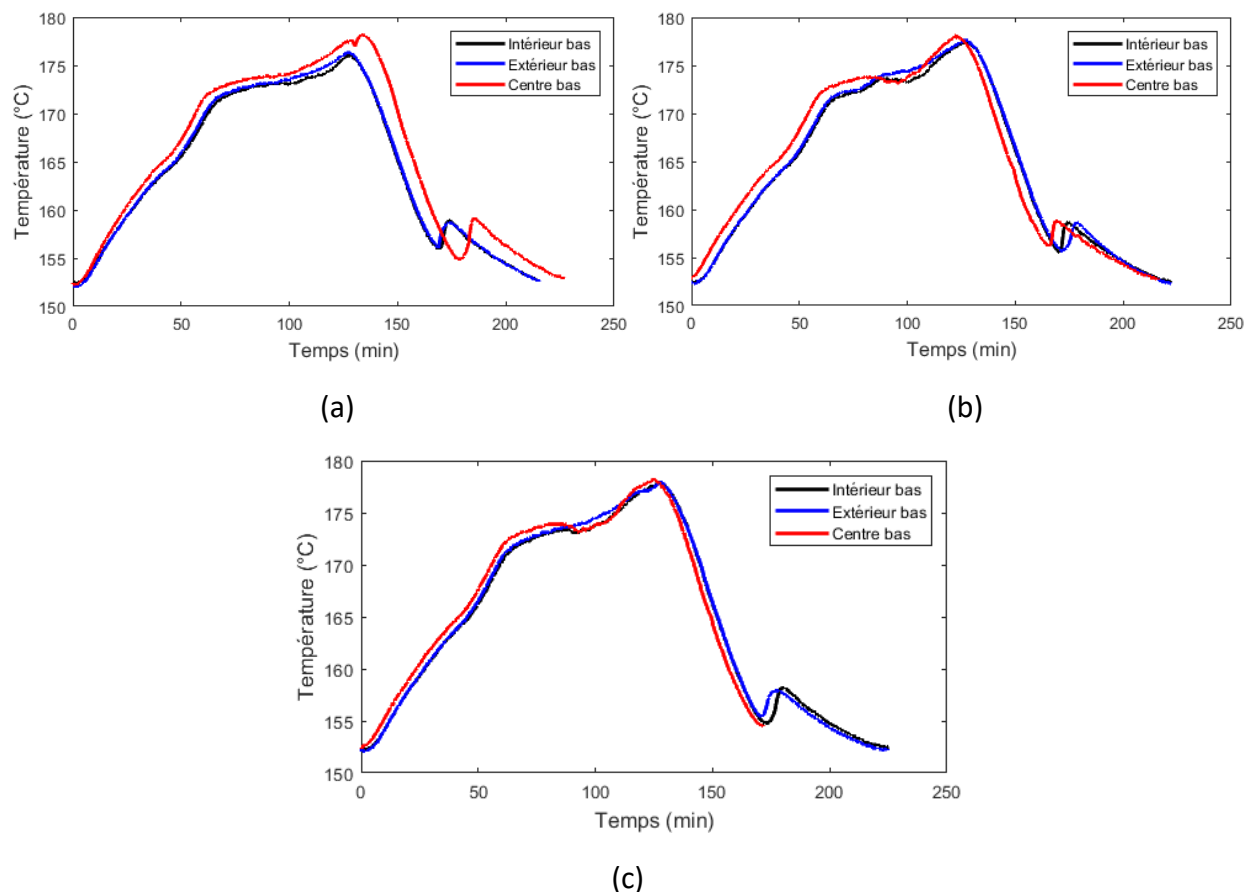 180
175
170
165
160
155
150
Température (°C)
0 50 100 150 200 250
Temps (min)
Intérieur bas
Extérieur bas
Centre bas
(a)
180
175
170
165
160
155
150
Température (°C)
0 50 100 150 200 250
Temps (min)
Intérieur bas
Extérieur bas
Centre bas
(b)
180
175
170
165
160
155
150
Température (°C)
0 50 100 150 200 250
Temps (min)
Intérieur bas
Extérieur bas
Centre bas
(c)